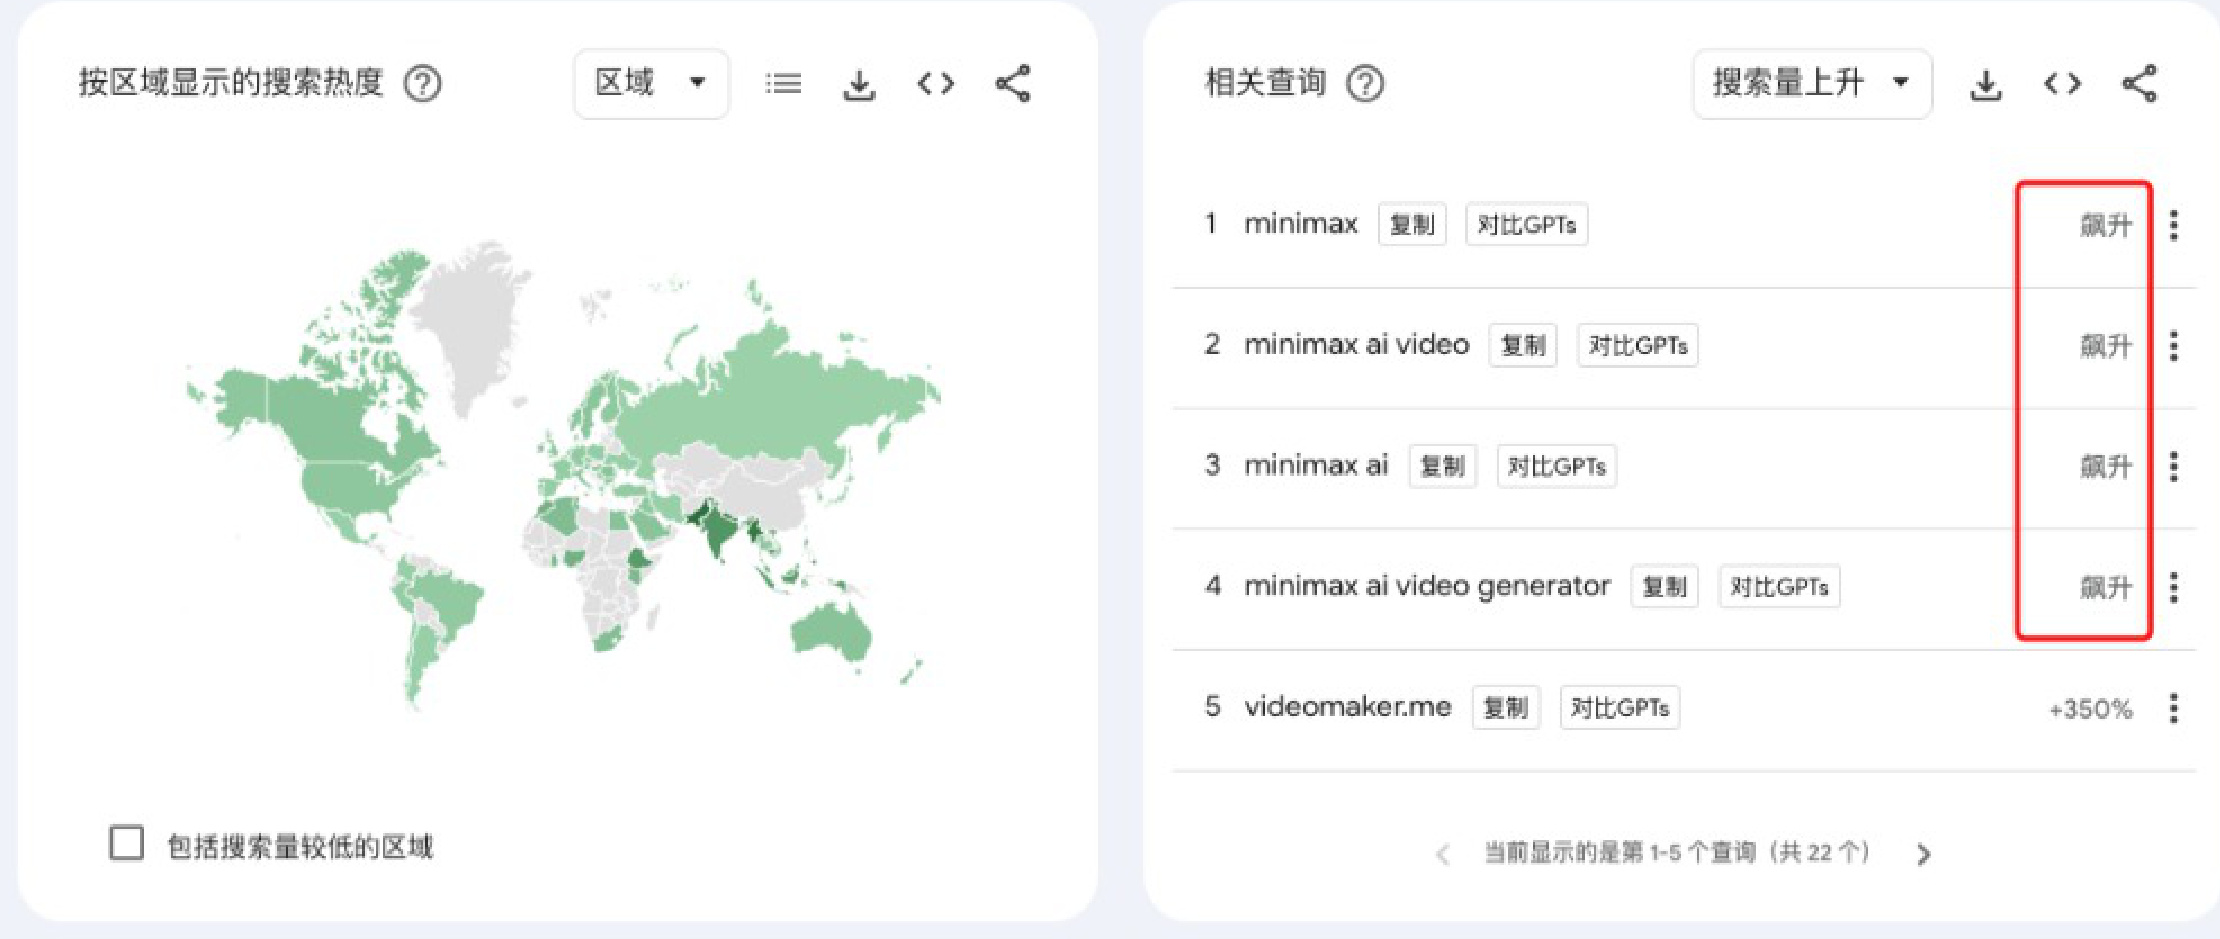 按区域显示的搜索热度
区域
包括搜索量较低的区域
相关查询
搜索量上升
1 minimax 复制 对比GPTs 飙升
2 minimax ai video 复制 对比GPTs 飙升
3 minimax ai 复制 对比GPTs 飙升
4 minimax ai video generator 复制 对比GPTs 飙升
5 videomaker.me 复制 对比GPTs +350%
当前显示的是第 1-5 个查询（共 22 个）